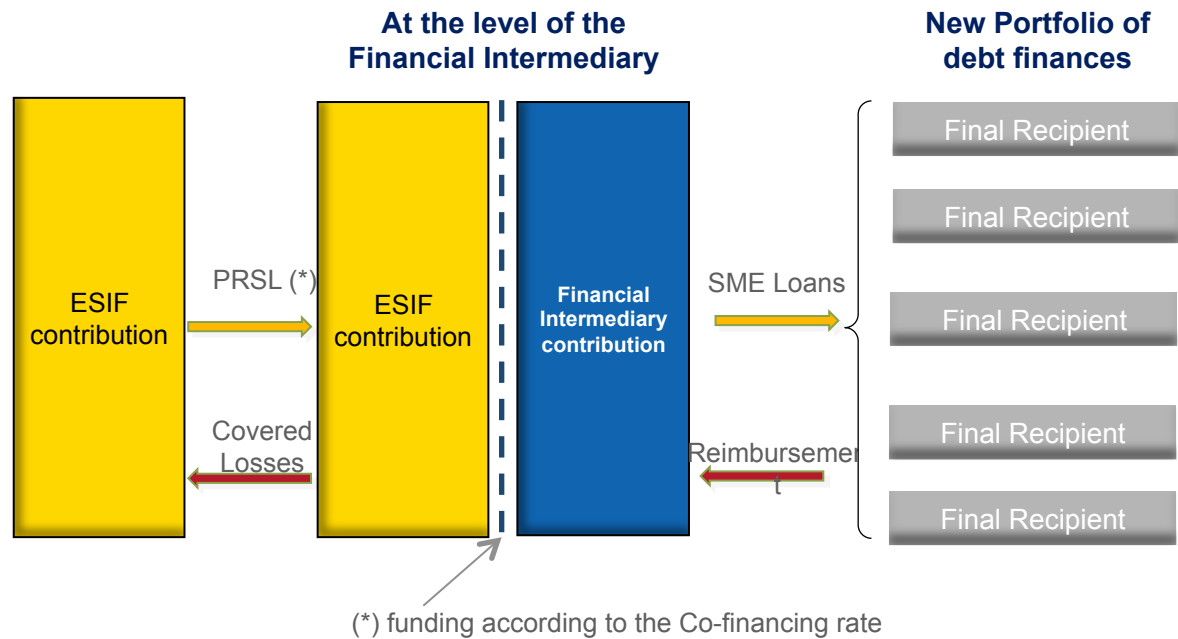 At the level of the
Financial Intermediary
New Portfolio of
debt finances
ESIF
contribution
PRSL (*)
Covered
Losses
ESIF
contribution
Financial
Intermediary
contribution
SME Loans
Reimbursemen
t
Final Recipient
Final Recipient
Final Recipient
Final Recipient
Final Recipient
(*) funding according to the Co-financing rate